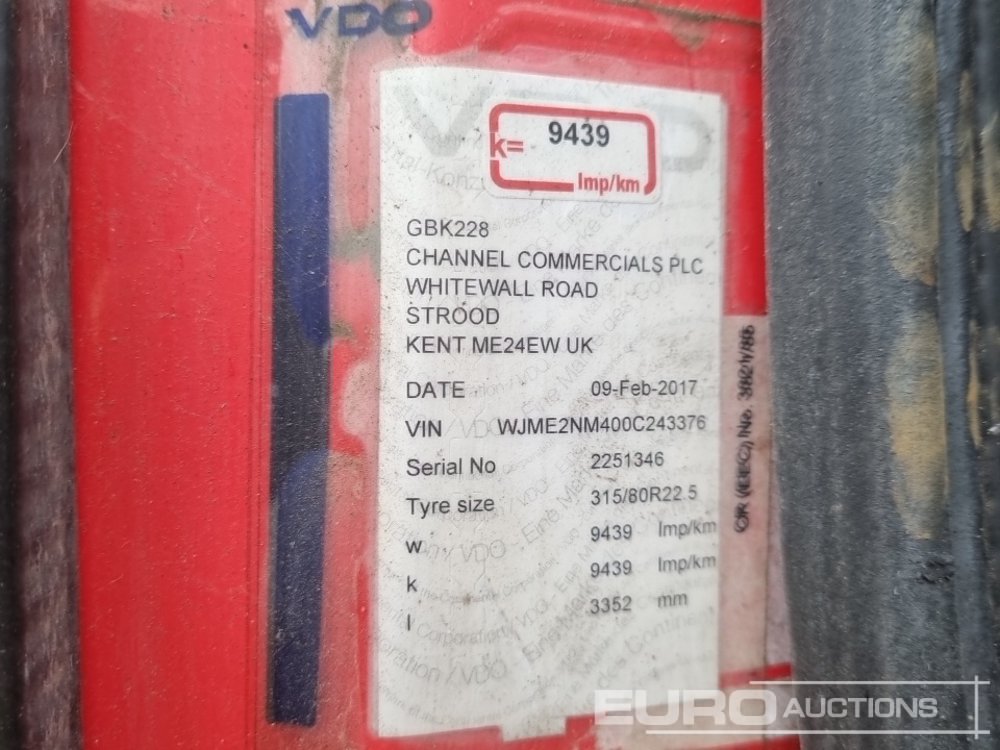 VDO
k= 9439
Imp/km
GBK228
CHANNEL COMMERCIALS PLC
WHITEWALL ROAD
STROOD
KENT ME24EW UK
DATE 09-Feb-2017
VIN WJME2NM400C243376
Serial No 2251346
Tyre size 315/80R22.5
w 9439 Imp/km
k 9439 Imp/km
l 3352 mm
OR (EEC) No. 3821/85
EURO AUCTIONS